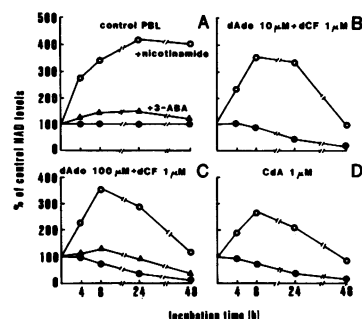 control PBL A
+nicotinamide
+3-ABA
dAdo 10 µM+dCF 1 µM B
dAdo 100 µM+dCF 1 µM C
CdA 1 µM D
% of control NAD levels
500
400
300
200
100
400
300
200
100
0
4 8 24 48
4 8 24 48
Incubation time [h]